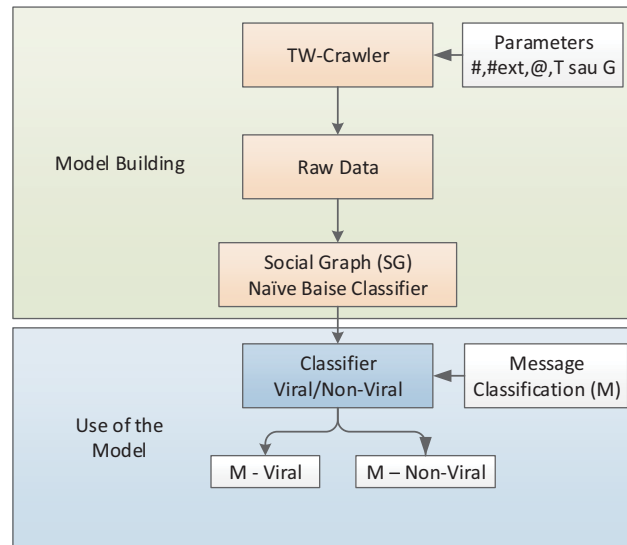 TW-Crawler
Parameters
#,#ext,@,T sau G
Model Building
Raw Data
Social Graph (SG)
Naïve Baise Classifier
Classifier
Viral/Non-Viral
Message
Classification (M)
Use of the
Model
M - Viral
M – Non-Viral